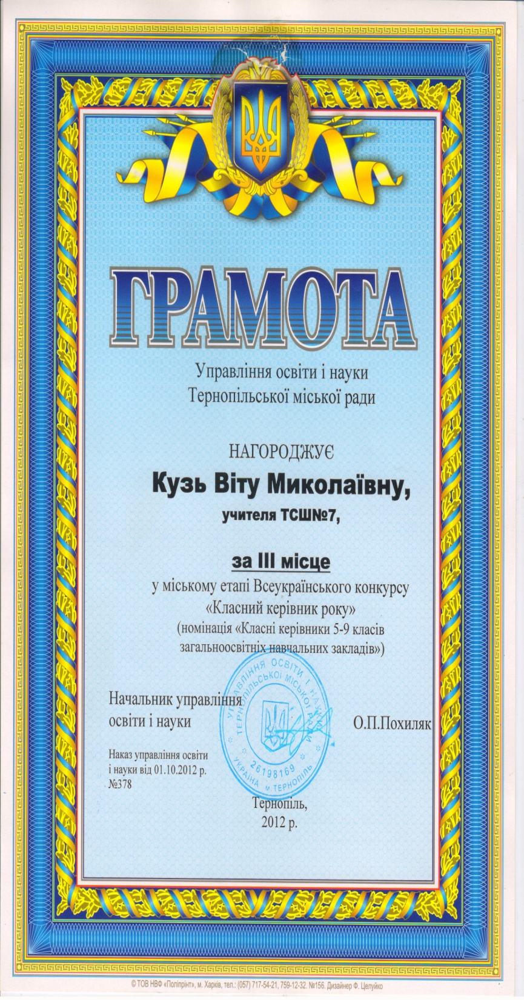 ГРАМОТА
Управління освіти і науки
Тернопільської міської ради
НАГОРОДЖУЄ
Кузь Віту Миколаївну,
учителя ТСШ№7,
за ІІІ місце
у міському етапі Всеукраїнського конкурсу
«Класний керівник року»
(номінація «Класні керівники 5-9 класів
загальноосвітніх навчальних закладів»)
УПРАВЛІННЯ ОСВІТИ І НАУКИ
ТЕРНОПІЛЬСЬКОЇ МІСЬКОЇ РАДИ
26198169
УКРАЇНА м.ТЕРНОПІЛЬ
Начальник управління
освіти і науки
О.П.Похиляк
Наказ управління освіти
і науки від 01.10.2012 р.
№378
Тернопіль,
2012 р.
© ТОВ НВФ «Поліпрінт», м. Харків, тел.: (057) 717-54-21, 759-12-32. №156. Дизайнер Ф. Целуйко